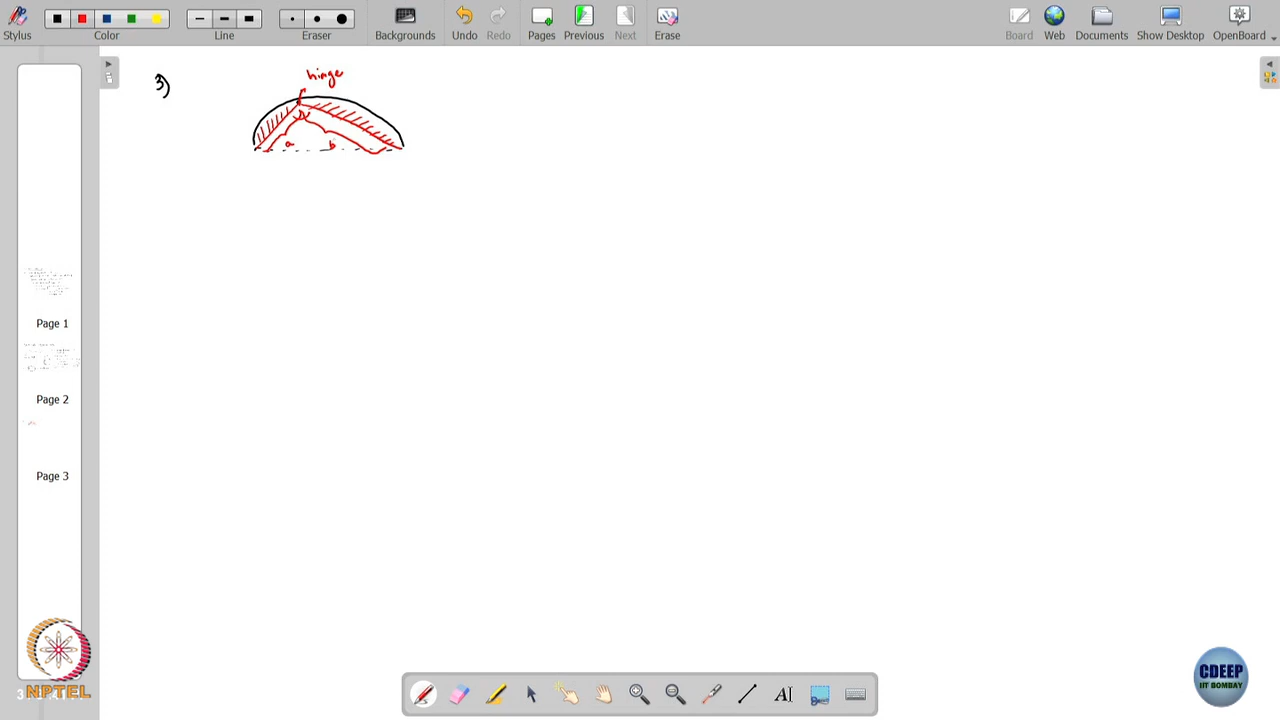 Stylus
Color
Line
Eraser
Backgrounds
Undo
Redo
Pages
Previous
Next
Erase
Board
Web
Documents
Show Desktop
OpenBoard
3)
hinge
a
b
Page 1
Page 2
Page 3
NPTEL
CDEEP
IIT BOMBAY